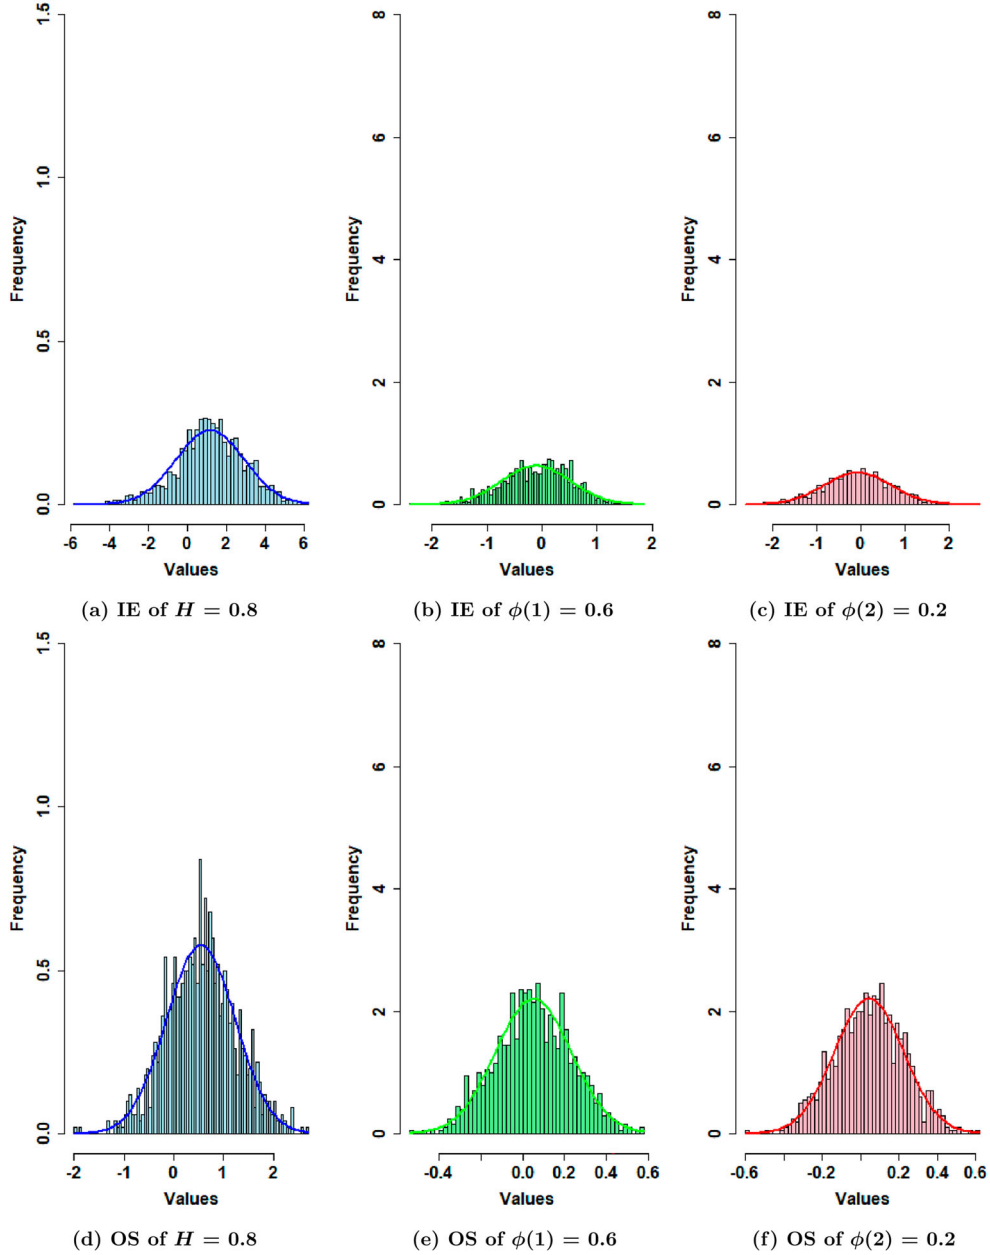 1.5
1.0
0.5
0.0
Frequency
-6 -4 -2 0 2 4 6
Values
(a) IE of H = 0.8
8
6
4
2
0
Frequency
-2 -1 0 1 2
Values
(b) IE of ϕ(1) = 0.6
8
6
4
2
0
Frequency
-2 -1 0 1 2
Values
(c) IE of ϕ(2) = 0.2
1.5
1.0
0.5
0.0
Frequency
-2 -1 0 1 2
Values
(d) OS of H = 0.8
8
6
4
2
0
Frequency
-0.4 0.0 0.2 0.4 0.6
Values
(e) OS of ϕ(1) = 0.6
8
6
4
2
0
Frequency
-0.6 -0.2 0.2 0.6
Values
(f) OS of ϕ(2) = 0.2